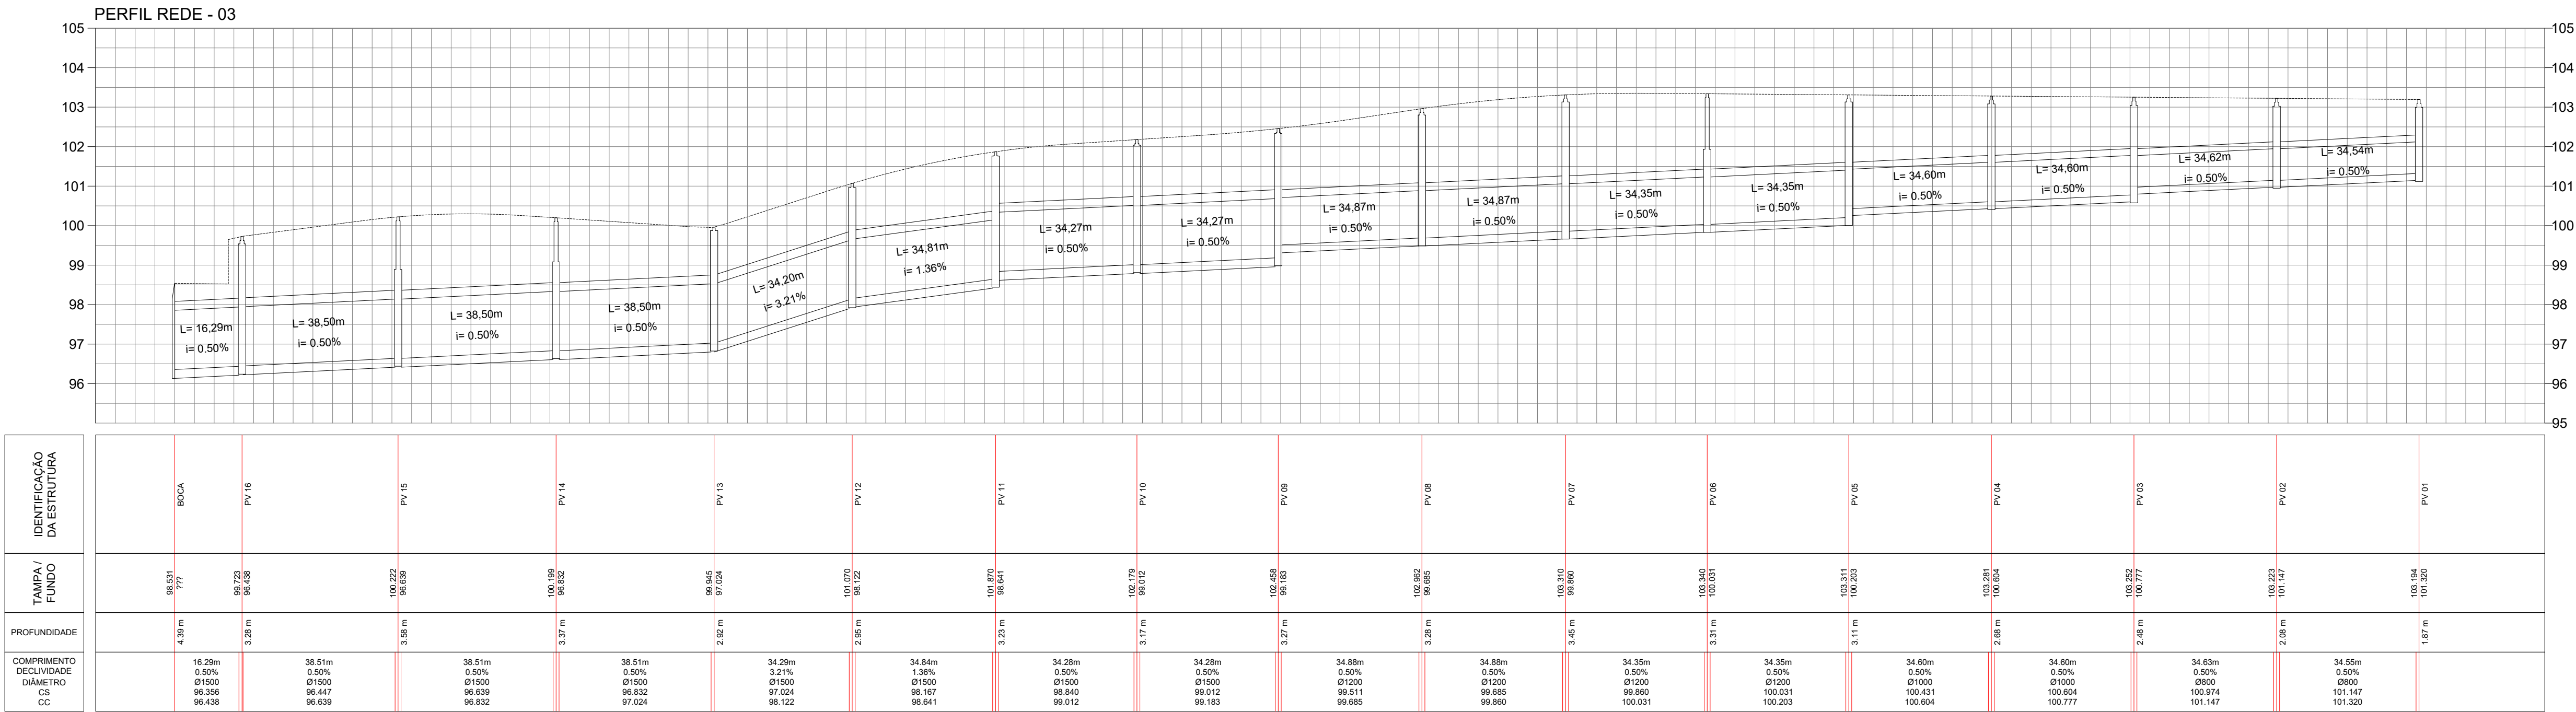 PERFIL REDE - 03
105
104
103
102
101
100
99
98
97
96
105
104
103
102
101
100
99
98
97
96
95
L= 16,29m
i= 0.50%
L= 38,50m
i= 0.50%
L= 38,50m
i= 0.50%
L= 38,50m
i= 0.50%
L= 34,20m
i= 3.21%
L= 34,81m
i= 1.36%
L= 34,27m
i= 0.50%
L= 34,27m
i= 0.50%
L= 34,87m
i= 0.50%
L= 34,87m
i= 0.50%
L= 34,35m
i= 0.50%
L= 34,35m
i= 0.50%
L= 34,60m
i= 0.50%
L= 34,60m
i= 0.50%
L= 34,62m
i= 0.50%
L= 34,54m
i= 0.50%
IDENTIFICAÇÃO
DA ESTRUTURA
BOCA
PV 16
PV 15
PV 14
PV 13
PV 12
PV 11
PV 10
PV 09
PV 08
PV 07
PV 06
PV 05
PV 04
PV 03
PV 02
PV 01
TAMPA /
FUNDO
98.531
???
99.723
96.438
100.222
96.639
100.199
96.832
99.945
97.024
101.070
98.122
101.870
98.641
102.179
99.012
102.458
99.183
102.962
99.685
103.310
99.860
103.340
100.031
103.311
100.203
103.281
100.604
103.252
100.777
103.223
101.147
103.194
101.320
PROFUNDIDADE
4.39 m
3.28 m
3.58 m
3.37 m
2.92 m
2.95 m
3.23 m
3.17 m
3.27 m
3.28 m
3.45 m
3.31 m
3.11 m
2.68 m
2.48 m
2.08 m
1.87 m
COMPRIMENTO
DECLIVIDADE
DIÂMETRO
CS
CC
16.29m
0.50%
Ø1500
96.356
96.438
38.51m
0.50%
Ø1500
96.447
96.639
38.51m
0.50%
Ø1500
96.639
96.832
38.51m
0.50%
Ø1500
96.832
97.024
34.29m
3.21%
Ø1500
97.024
98.122
34.84m
1.36%
Ø1500
98.167
98.641
34.28m
0.50%
Ø1500
98.840
99.012
34.28m
0.50%
Ø1500
99.012
99.183
34.88m
0.50%
Ø1200
99.511
99.685
34.88m
0.50%
Ø1200
99.685
99.860
34.35m
0.50%
Ø1200
99.860
100.031
34.35m
0.50%
Ø1200
100.031
100.203
34.60m
0.50%
Ø1000
100.431
100.604
34.60m
0.50%
Ø1000
100.604
100.777
34.63m
0.50%
Ø800
100.974
101.147
34.55m
0.50%
Ø800
101.147
101.320